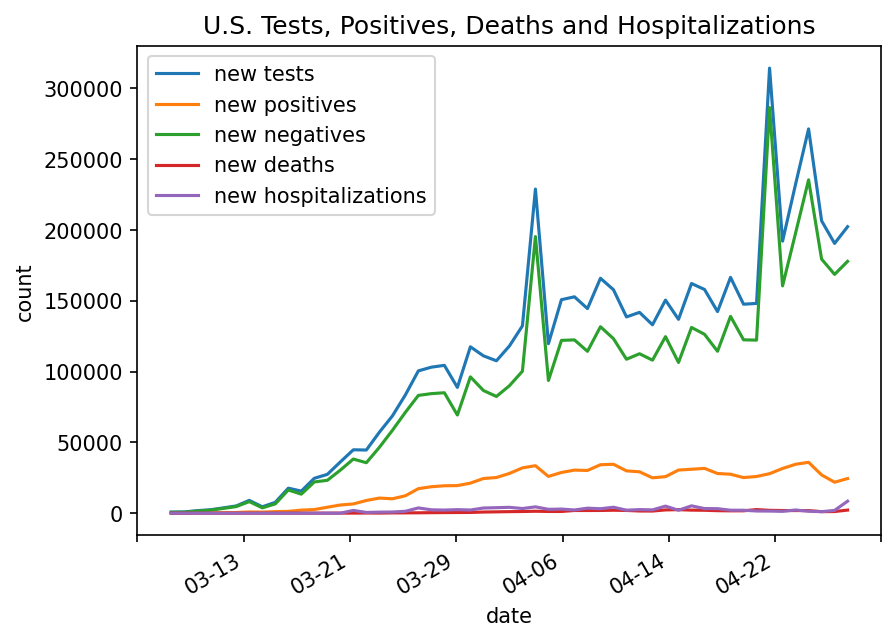 U.S. Tests, Positives, Deaths and Hospitalizations
new tests
new positives
new negatives
new deaths
new hospitalizations
300000
250000
200000
150000
100000
50000
0
count
03-13
03-21
03-29
04-06
04-14
04-22
date